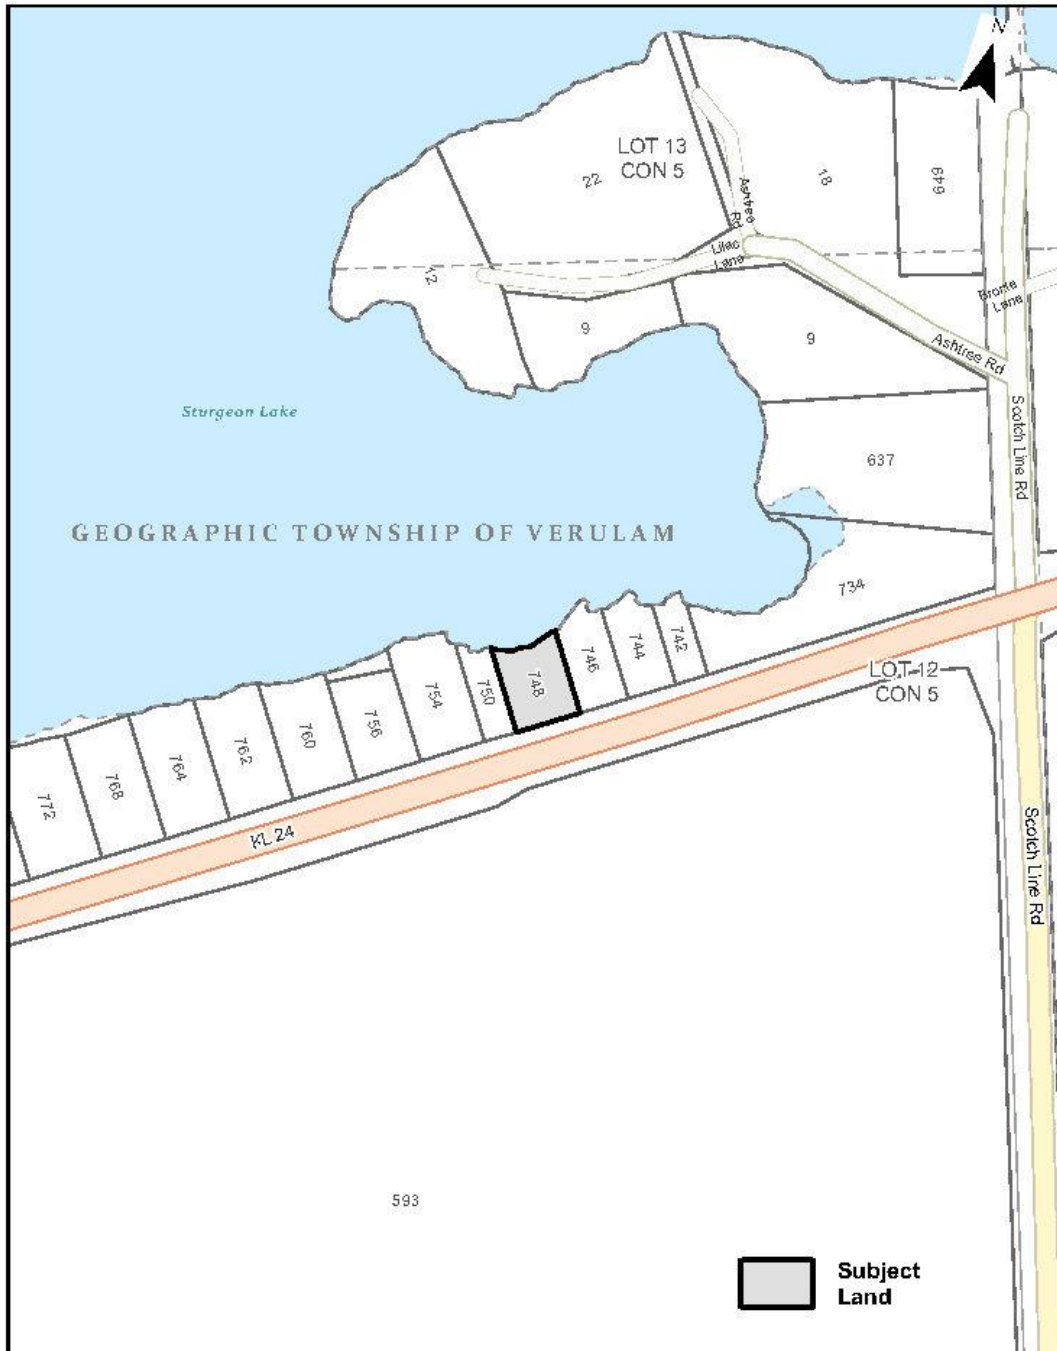 N
LOT 13
CON 5
22
18
649
Ashtree
Rd
Lilac
Lane
12
Bronte
Lane
9
9
Ashtree Rd
Sturgeon Lake
Scotch Line Rd
637
GEOGRAPHIC TOWNSHIP OF VERULAM
734
742
744
746
748
750
754
756
760
762
764
768
772
LOT 12
CON 5
KL 24
Scotch Line Rd
593
Subject
Land